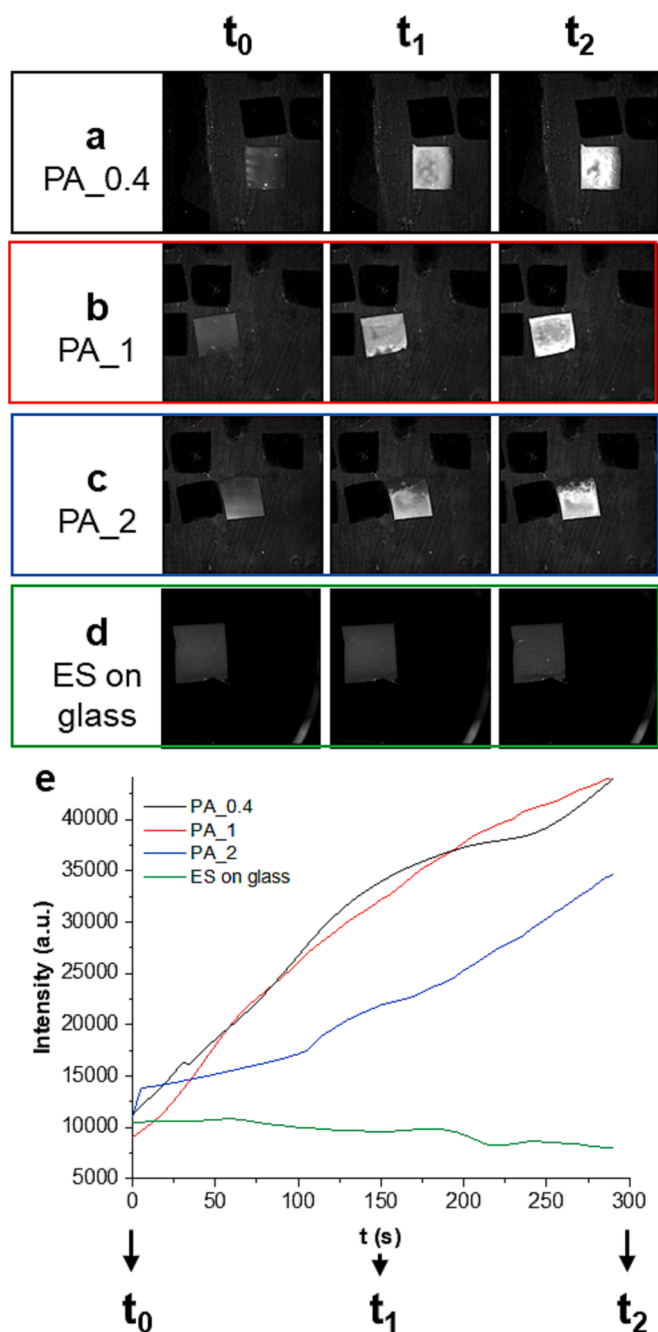 t0 t1 t2
a
PA_0.4
b
PA_1
c
PA_2
d
ES on
glass
e
PA_0.4
PA_1
PA_2
ES on glass
40000
35000
30000
25000
20000
15000
10000
5000
Intensity (a.u.)
0 50 100 150 200 250 300
t (s)
t0 t1 t2